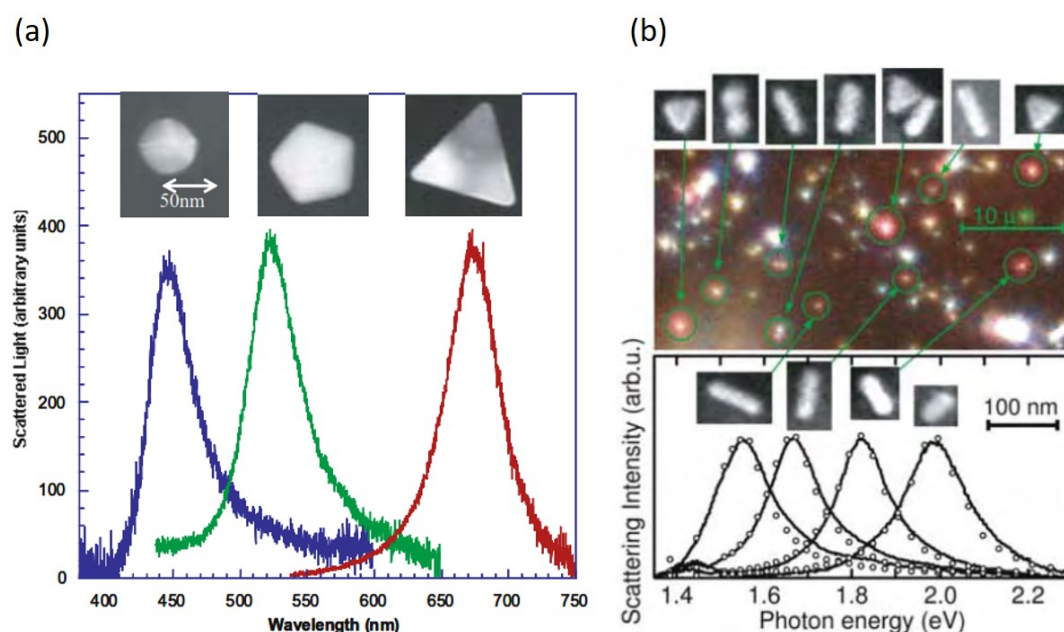 (a)
(b)
500
400
300
200
100
0
Scattered Light (arbitrary units)
50nm
400 450 500 550 600 650 700 750
Wavelength (nm)
10 μm
100 nm
Scattering Intensity (arb.u.)
1.4 1.6 1.8 2.0 2.2
Photon energy (eV)